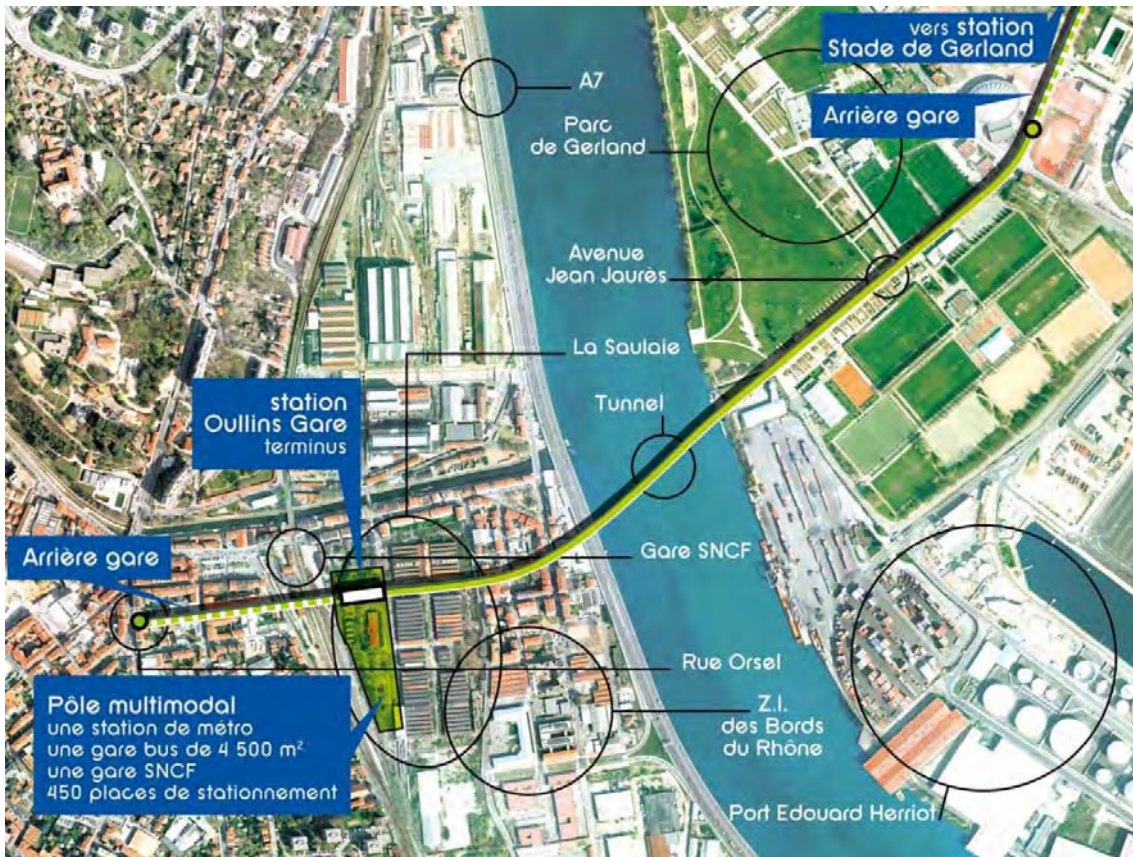 vers station
Stade de Gerland
Arrière gare
A7
Parc
de Gerland
Avenue
Jean Jaurès
La Saulaie
station
Oullins Gare
terminus
Tunnel
Gare SNCF
Arrière gare
Rue Orsel
Pôle multimodal
une station de métro
une gare bus de 4 500 m²
une gare SNCF
450 places de stationnement
Z.I.
des Bords
du Rhône
Port Edouard Herriot